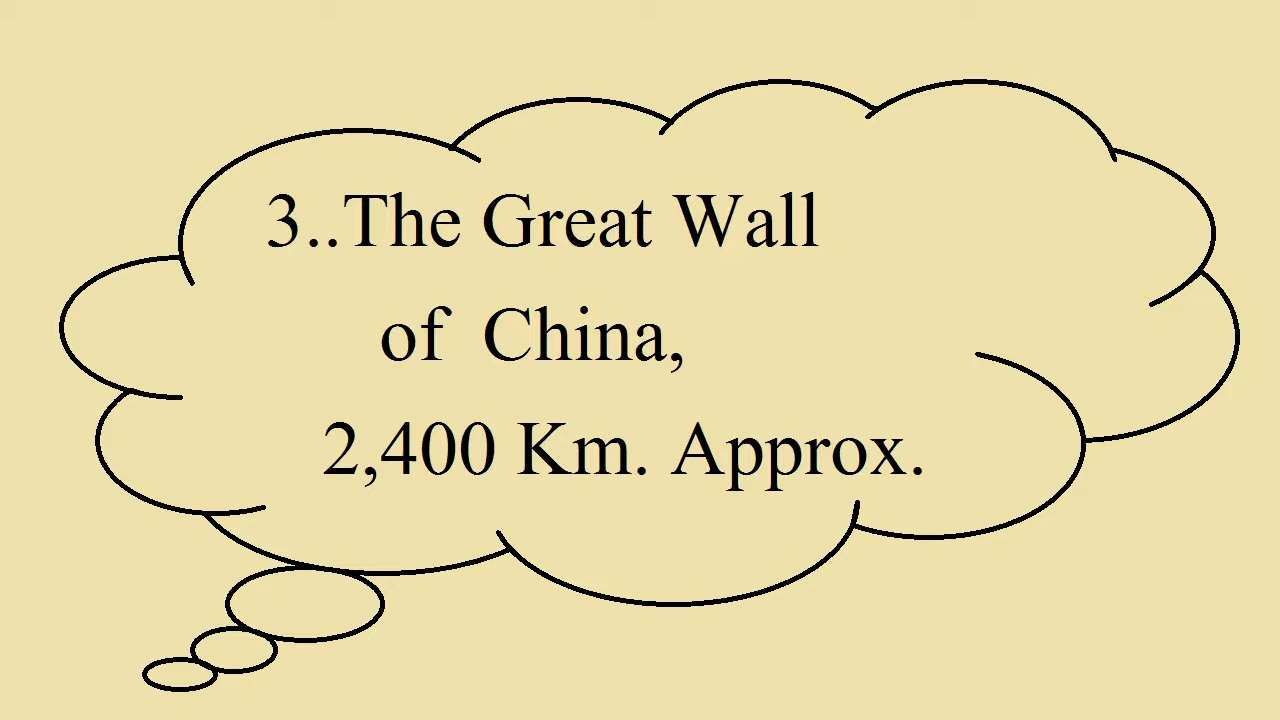 3..The Great Wall
of China,
2,400 Km. Approx.